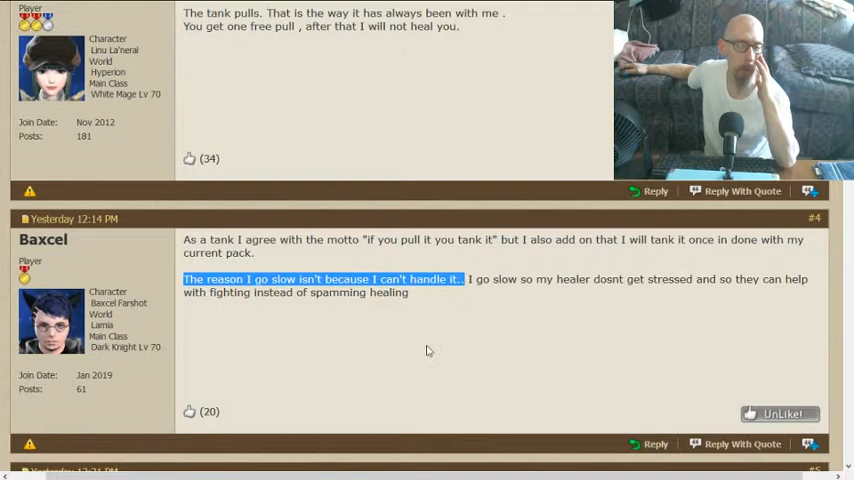 Player
The tank pulls. That is the way it has always been with me .
You get one free pull , after that I will not heal you.
Character
Linu La'neral
World
Hyperion
Main Class
White Mage Lv 70
Join Date: Nov 2012
Posts: 181
(34)
Reply Reply With Quote
Yesterday 12:14 PM #4
Baxcel
Player
As a tank I agree with the motto "if you pull it you tank it" but I also add on that I will tank it once in done with my
current pack.
The reason I go slow isn't because I can't handle it.. I go slow so my healer dosnt get stressed and so they can help
with fighting instead of spamming healing
Character
Baxcel Farshot
World
Lamia
Main Class
Dark Knight Lv 70
Join Date: Jan 2019
Posts: 61
(20)
UnLike!
Reply Reply With Quote
Yesterday 12:21 PM #5